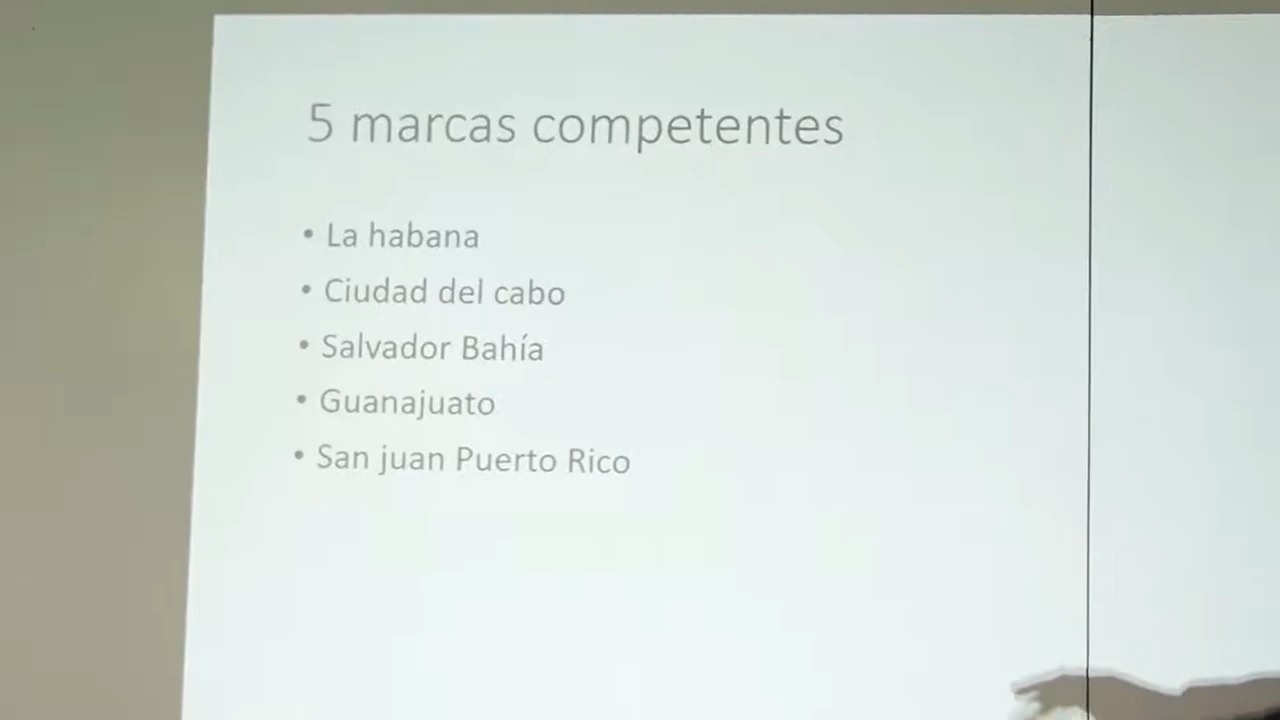 5 marcas competentes
• La habana
• Ciudad del cabo
• Salvador Bahía
• Guanajuato
• San juan Puerto Rico